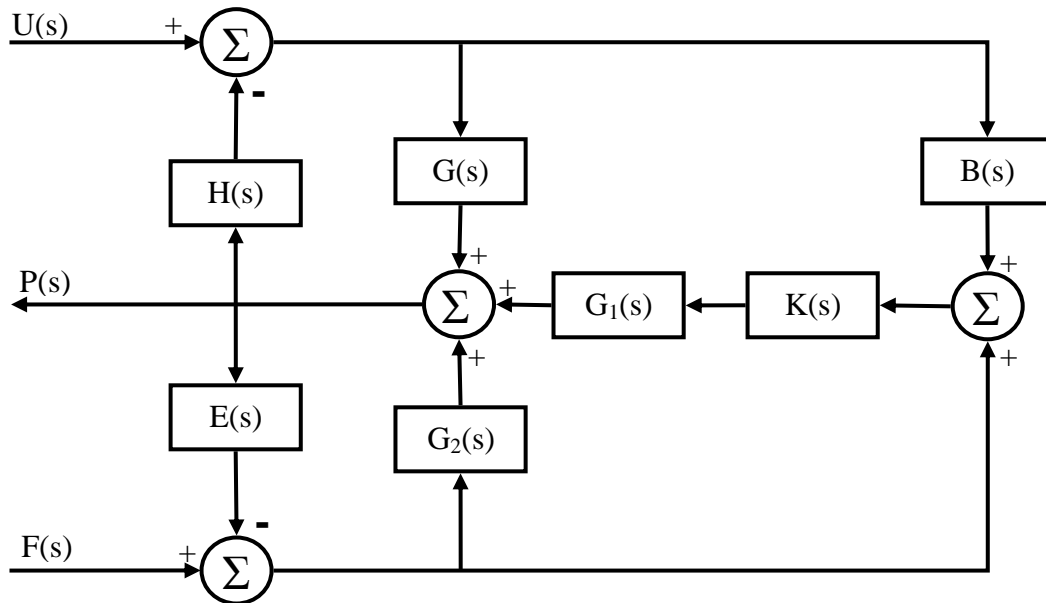 U(s)
+
Σ
-
H(s)
G(s)
B(s)
P(s)
+
+
+
Σ
G₁(s)
K(s)
Σ
+
+
E(s)
G₂(s)
-
F(s)
+
Σ